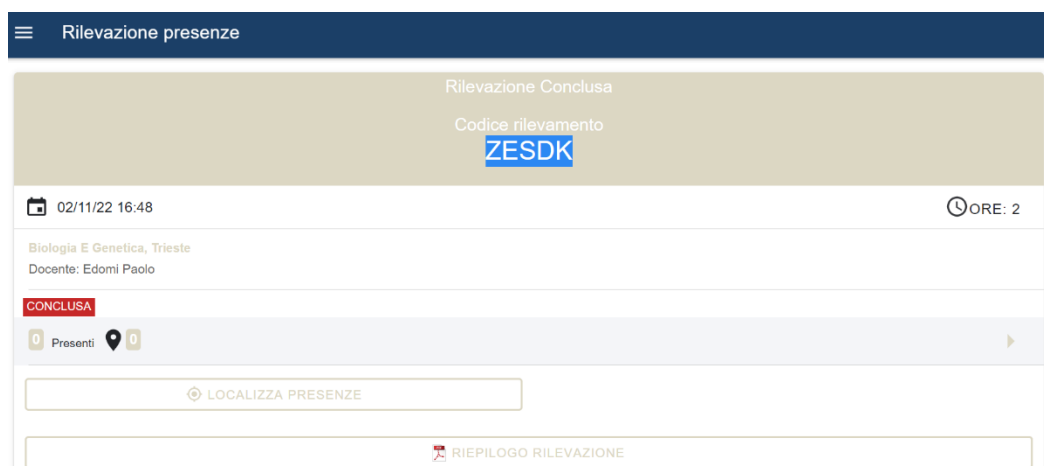 Rilevazione presenze
Rilevazione Conclusa
Codice rilevamento
ZESDK
02/11/22 16:48
ORE: 2
Biologia E Genetica, Trieste
Docente: Edomi Paolo
CONCLUSA
0 Presenti 0
LOCALIZZA PRESENZE
RIEPILOGO RILEVAZIONE